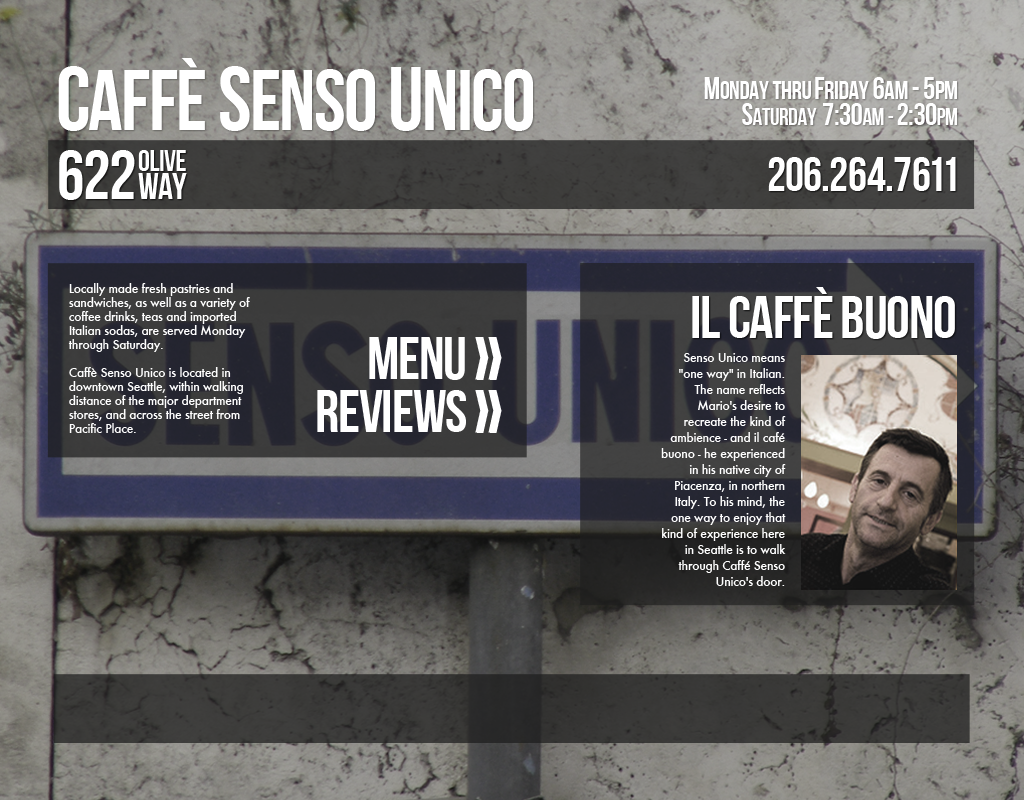 CAFFÈ SENSO UNICO
MONDAY THRU FRIDAY 6AM - 5PM
SATURDAY 7:30AM - 2:30PM
622 OLIVE WAY
206.264.7611
SENSO UNICO
Locally made fresh pastries and
sandwiches, as well as a variety of
coffee drinks, teas and imported
Italian sodas, are served Monday
through Saturday.
Caffè Senso Unico is located in
downtown Seattle, within walking
distance of the major department
stores, and across the street from
Pacific Place.
MENU »
REVIEWS »
IL CAFFÈ BUONO
Senso Unico means
"one way" in Italian.
The name reflects
Mario's desire to
recreate the kind of
ambience - and il café
buono - he experienced
in his native city of
Piacenza, in northern
Italy. To his mind, the
one way to enjoy that
kind of experience here
in Seattle is to walk
through Caffé Senso
Unico's door.